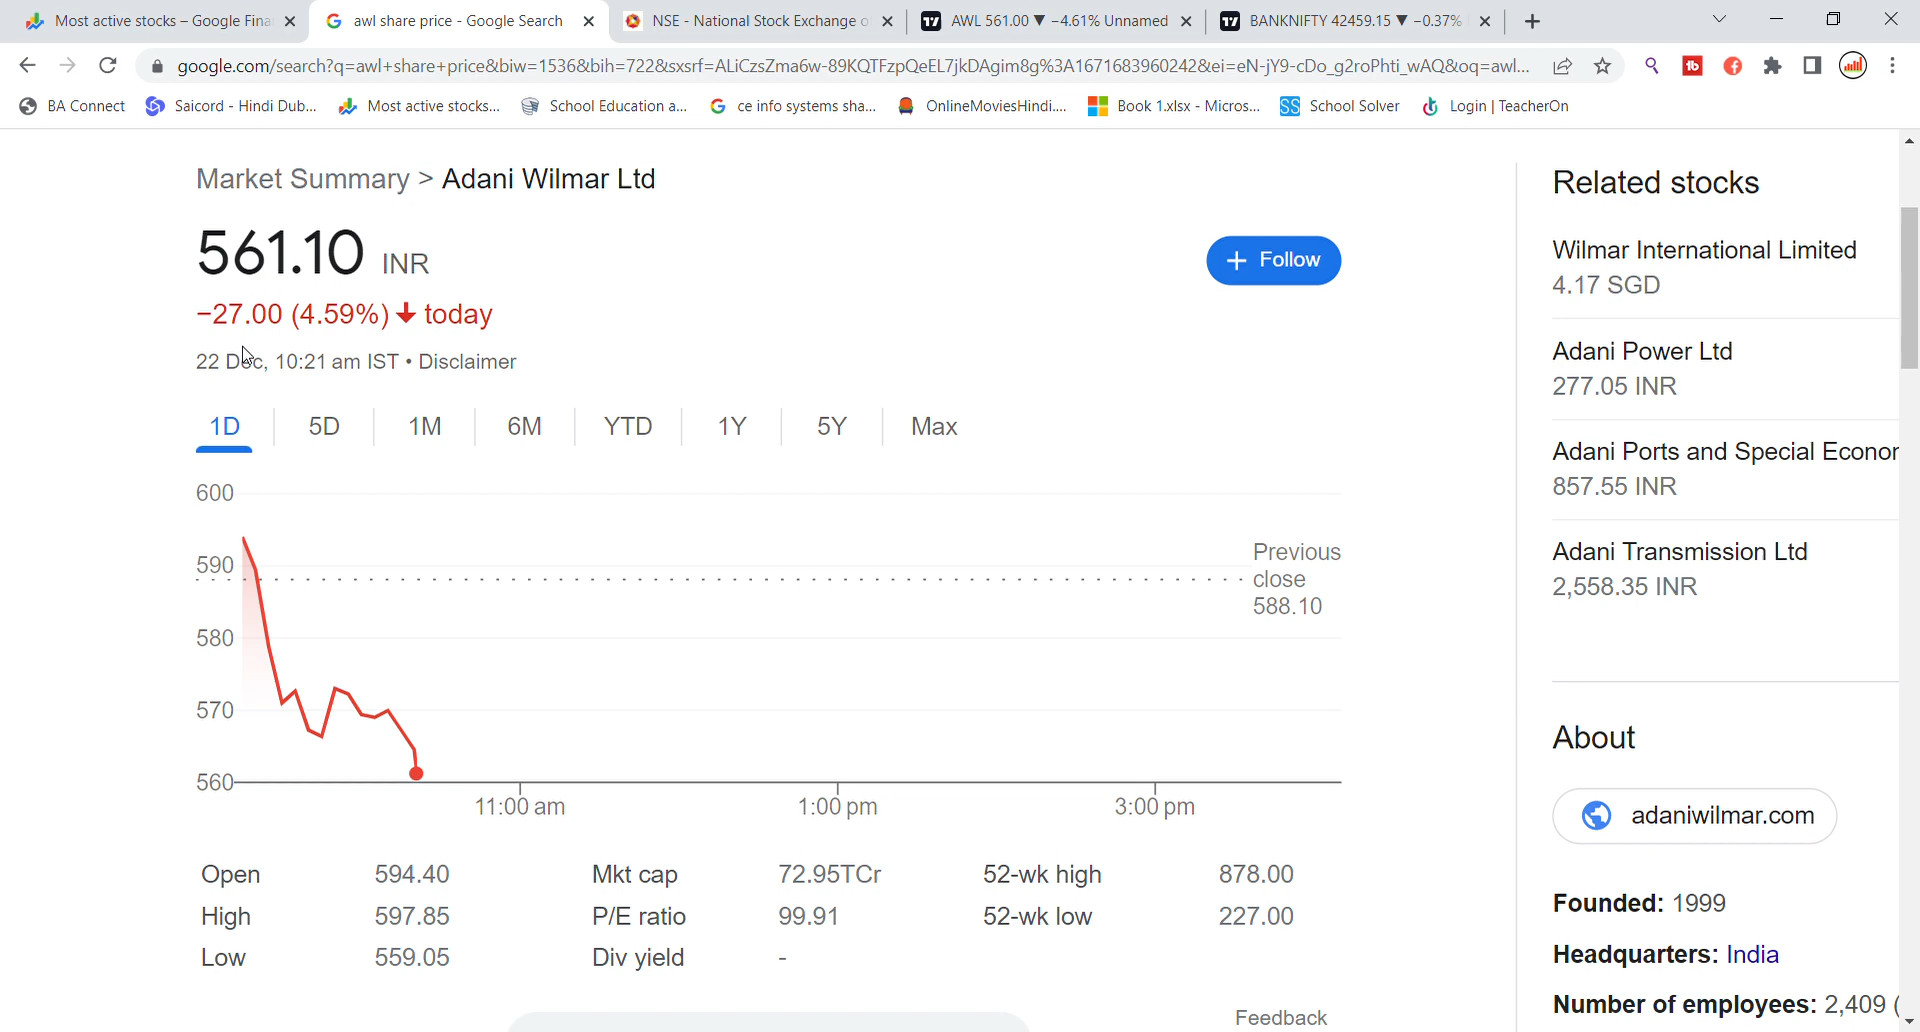 Most active stocks – Google Fina
awl share price - Google Search
NSE - National Stock Exchange o
AWL 561.00 ▼ −4.61% Unnamed
BANKNIFTY 42459.15 ▼ −0.37%
google.com/search?q=awl+share+price&biw=1536&bih=722&sxsrf=ALiCzsZma6w-89KQTFzpQeEL7jkDAgim8g%3A1671683960242&ei=eN-jY9-cDo_g2roPhti_wAQ&oq=awl...
BA Connect
Saicord - Hindi Dub...
Most active stocks...
School Education a...
ce info systems sha...
OnlineMoviesHindi....
Book 1.xlsx - Micros...
SS School Solver
Login | TeacherOn
Market Summary > Adani Wilmar Ltd
561.10 INR
−27.00 (4.59%) ↓ today
22 Dec, 10:21 am IST • Disclaimer
+ Follow
1D 5D 1M 6M YTD 1Y 5Y Max
600
590
580
570
560
Previous
close
588.10
11:00 am 1:00 pm 3:00 pm
Open 594.40 Mkt cap 72.95TCr 52-wk high 878.00
High 597.85 P/E ratio 99.91 52-wk low 227.00
Low 559.05 Div yield -
Feedback
Related stocks
Wilmar International Limited
4.17 SGD
Adani Power Ltd
277.05 INR
Adani Ports and Special Econor
857.55 INR
Adani Transmission Ltd
2,558.35 INR
About
adaniwilmar.com
Founded: 1999
Headquarters: India
Number of employees: 2,409 (